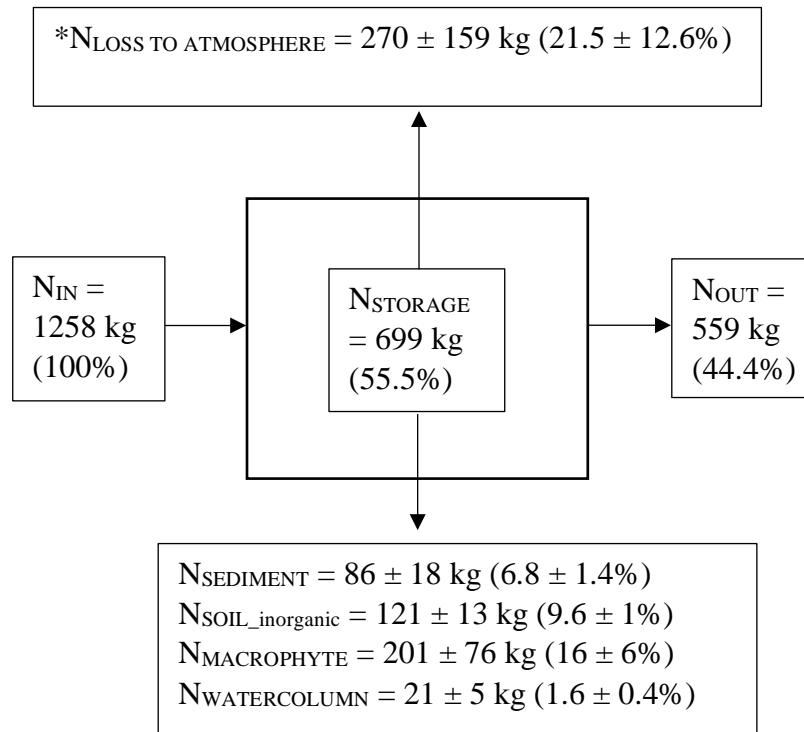 *NLOSS TO ATMOSPHERE = 270 ± 159 kg (21.5 ± 12.6%)
NIN =
1258 kg
(100%)
NSTORAGE
= 699 kg
(55.5%)
NOUT =
559 kg
(44.4%)
NSEDIMENT = 86 ± 18 kg (6.8 ± 1.4%)
NSOIL_inorganic = 121 ± 13 kg (9.6 ± 1%)
NMACROPHYTE = 201 ± 76 kg (16 ± 6%)
NWATERCOLUMN = 21 ± 5 kg (1.6 ± 0.4%)